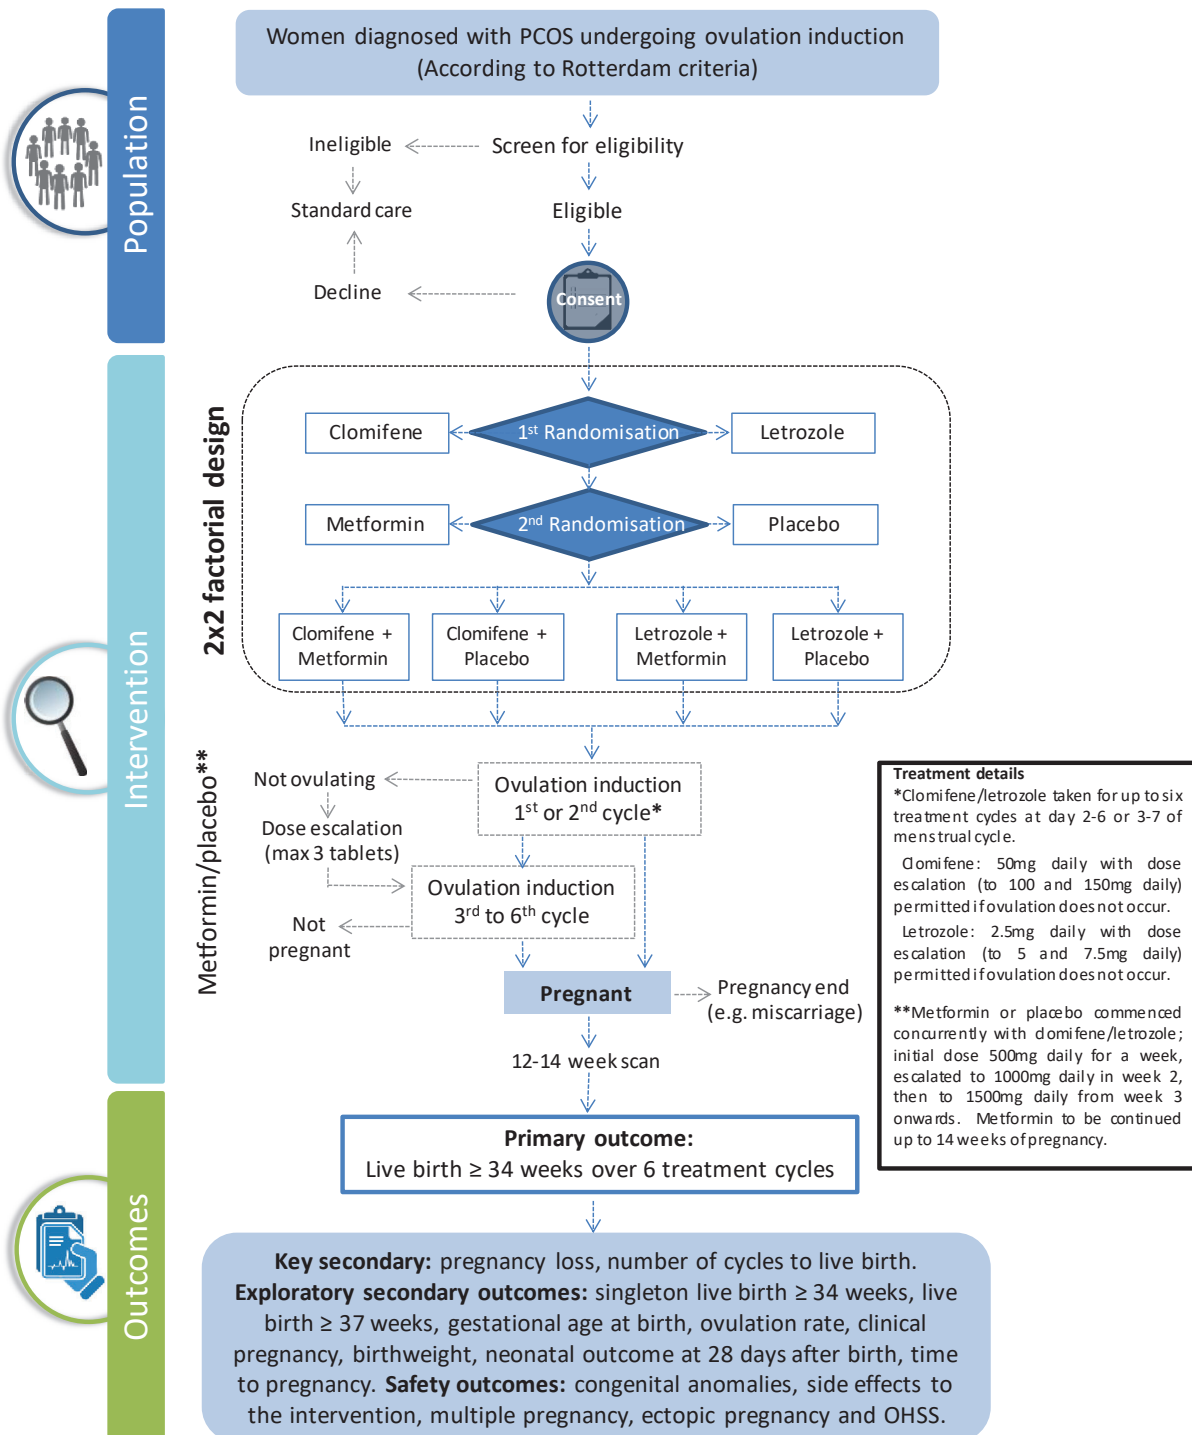 Women diagnosed with PCOS undergoing ovulation induction
(According to Rotterdam criteria)
Population
Ineligible
Screen for eligibility
Standard care
Eligible
Decline
Consent
Intervention
2x2 factorial design
Clomifene
1st Randomisation
Letrozole
Metformin
2nd Randomisation
Placebo
Clomifene +
Metformin
Clomifene +
Placebo
Letrozole +
Metformin
Letrozole +
Placebo
Metformin/placebo**
Not ovulating
Ovulation induction
1st or 2nd cycle*
Dose escalation
(max 3 tablets)
Ovulation induction
3rd to 6th cycle
Not
pregnant
Pregnant
Pregnancy end
(e.g. miscarriage)
12-14 week scan
Treatment details
*Clomifene/letrozole taken for up to six
treatment cycles at day 2-6 or 3-7 of
menstrual cycle.
Clomifene: 50mg daily with dose
escalation (to 100 and 150mg daily)
permitted if ovulation does not occur.
Letrozole: 2.5mg daily with dose
escalation (to 5 and 7.5mg daily)
permitted if ovulation does not occur.
**Metformin or placebo commenced
concurrently with clomifene/letrozole;
initial dose 500mg daily for a week,
escalated to 1000mg daily in week 2,
then to 1500mg daily from week 3
onwards. Metformin to be continued
up to 14 weeks of pregnancy.
Outcomes
Primary outcome:
Live birth ≥ 34 weeks over 6 treatment cycles
Key secondary: pregnancy loss, number of cycles to live birth.
Exploratory secondary outcomes: singleton live birth ≥ 34 weeks, live
birth ≥ 37 weeks, gestational age at birth, ovulation rate, clinical
pregnancy, birthweight, neonatal outcome at 28 days after birth, time
to pregnancy. Safety outcomes: congenital anomalies, side effects to
the intervention, multiple pregnancy, ectopic pregnancy and OHSS.